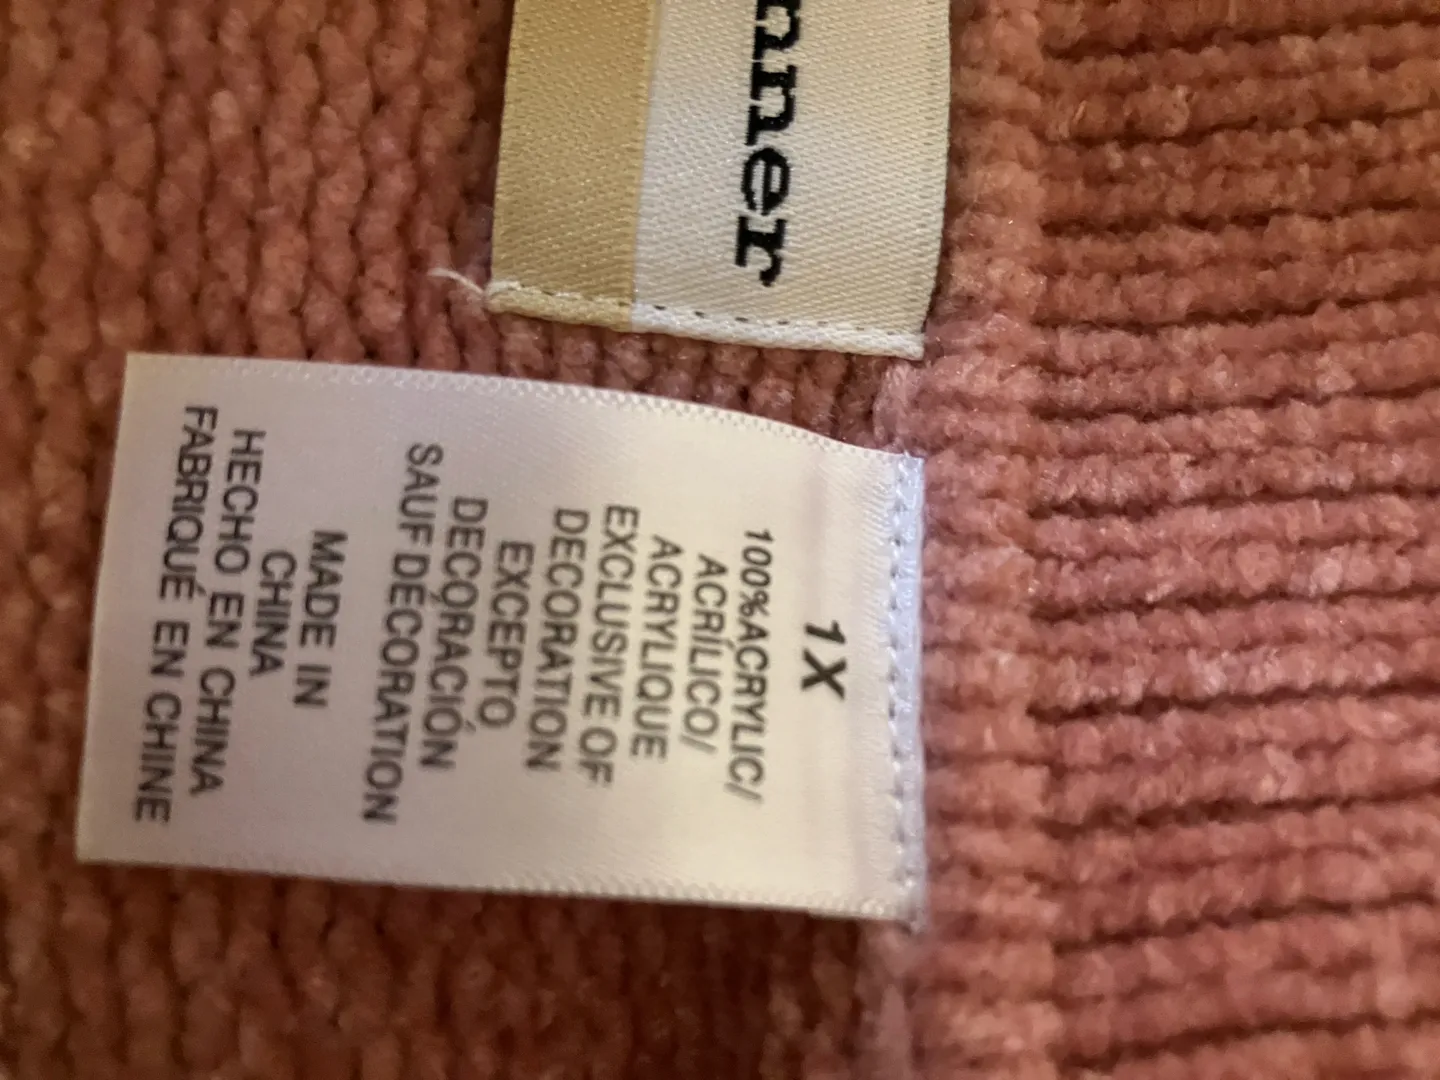 nner
1X
100%ACRYLIC/
ACRÍLICO/
ACRYLIQUE
EXCLUSIVE OF
DECORATION
EXCEPTO
DECORACIÓN
SAUF DÉCORATION
MADE IN
CHINA
HECHO EN CHINA
FABRIQUÉ EN CHINE